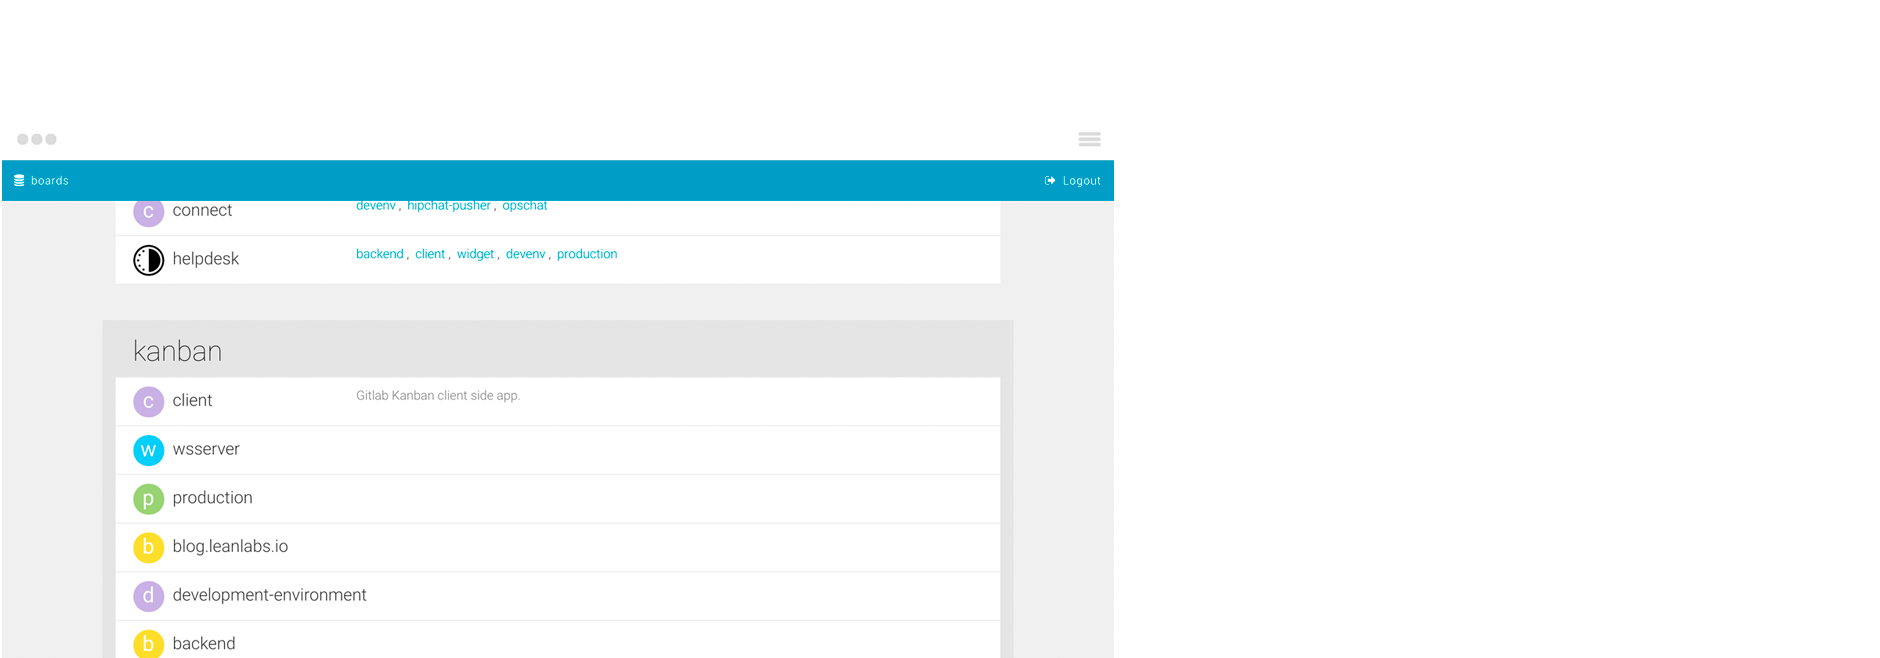 boards Logout
c connect devenv , hipchat-pusher , opschat
helpdesk backend , client , widget , devenv , production
kanban
c client Gitlab Kanban client side app.
w wsserver
p production
b blog.leanlabs.io
d development-environment
b backend